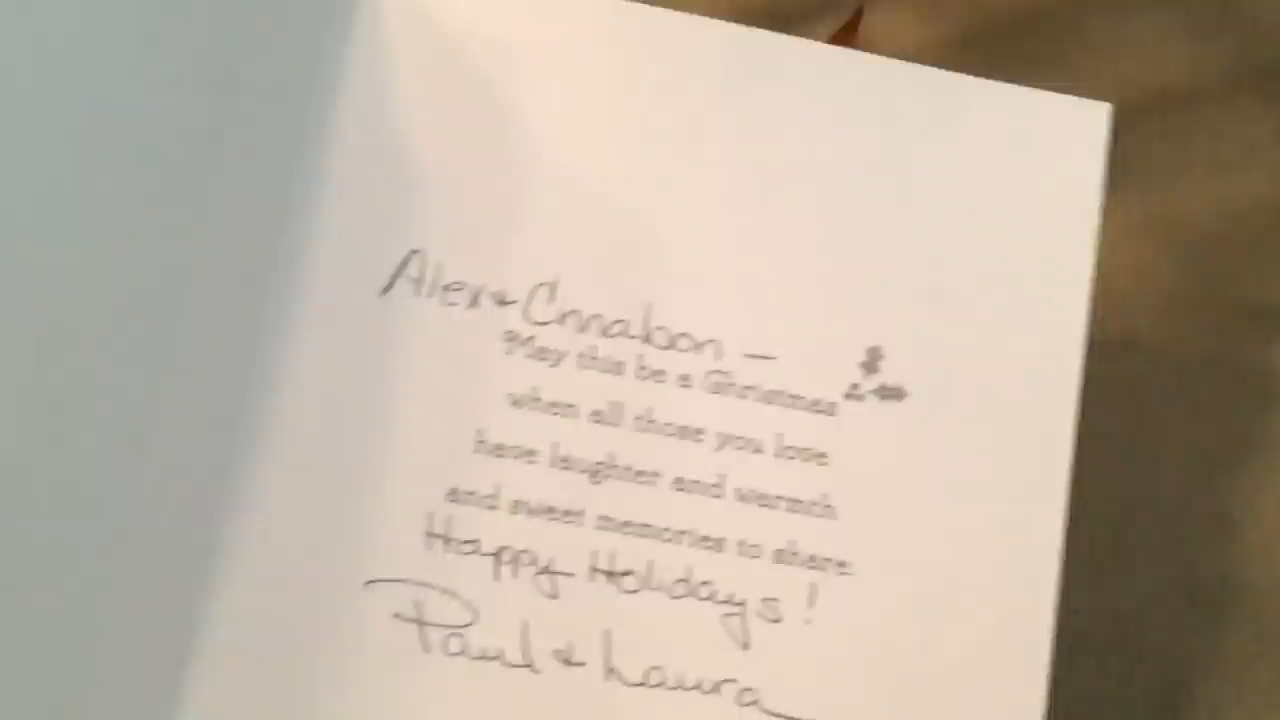 Alex + Cnnabon —
May this be a Christmas
when all those you love
have laughter and warmth
and sweet memories to share
Happy Holidays!
Paul + Laura